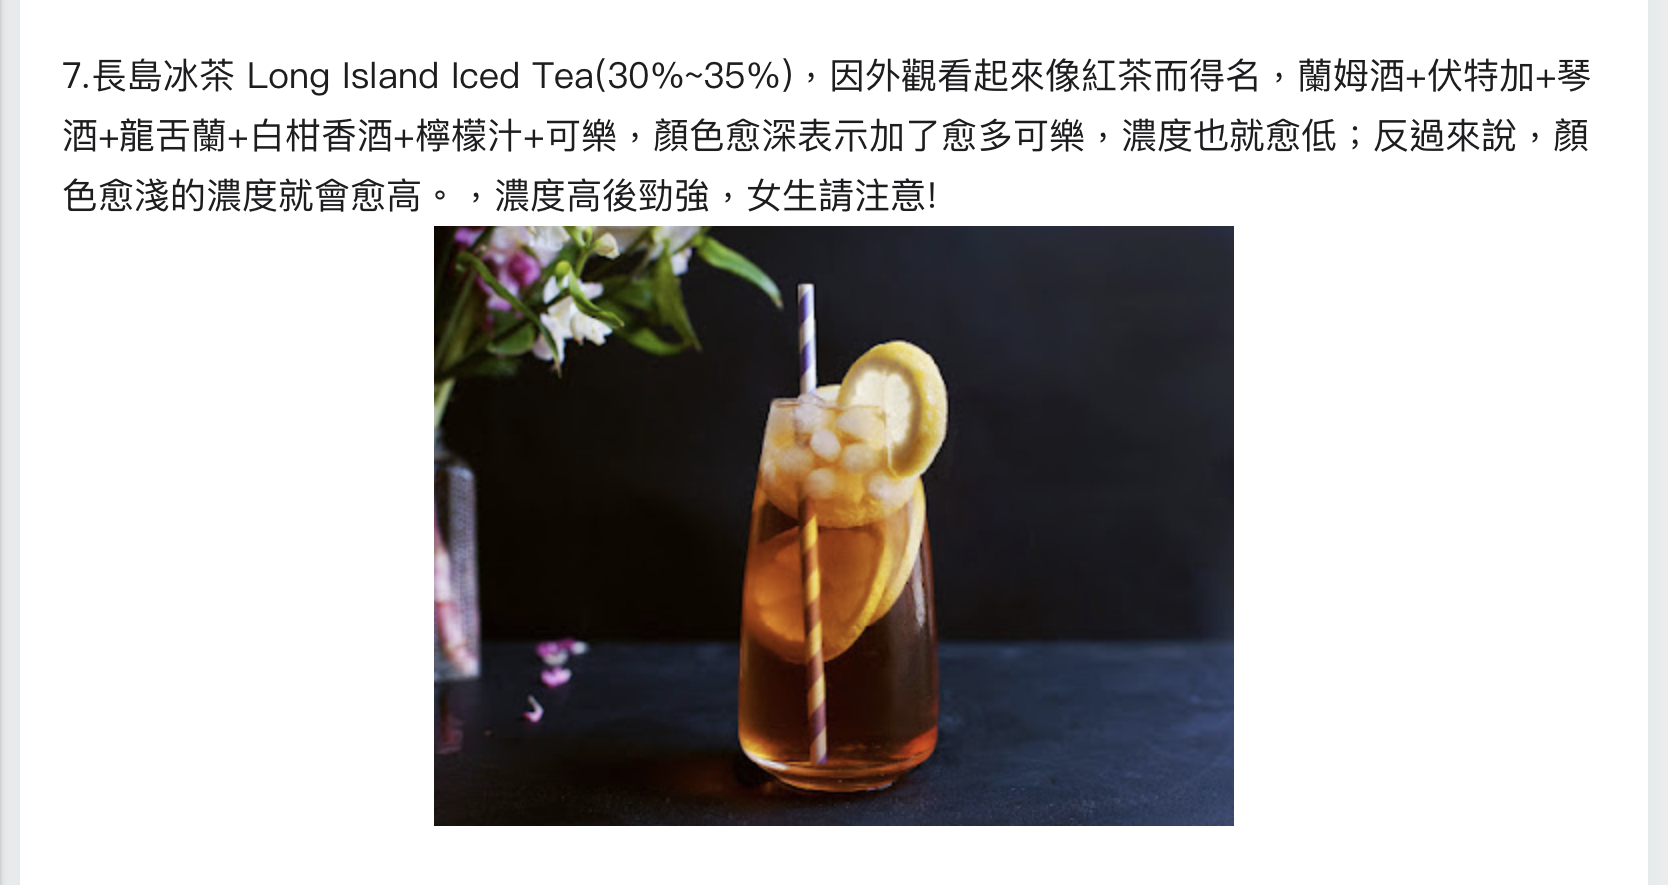 7.長島冰茶 Long Island Iced Tea(30%~35%)，因外觀看起來像紅茶而得名，蘭姆酒+伏特加+琴
酒+龍舌蘭+白柑香酒+檸檬汁+可樂，顏色愈深表示加了愈多可樂，濃度也就愈低；反過來說，顏
色愈淺的濃度就會愈高。，濃度高後勁強，女生請注意!